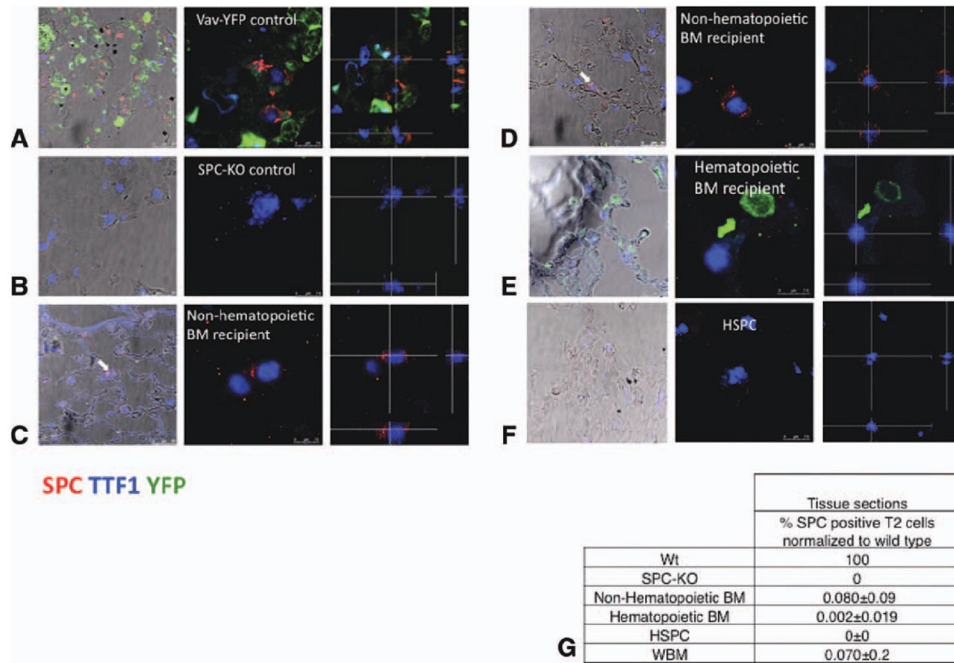 Vav-YFP control
A
SPC-KO control
B
Non-hematopoietic
BM recipient
C
Non-hematopoietic
BM recipient
D
Hematopoietic
BM recipient
E
HSPC
F
SPC TTF1 YFP
Tissue sections
% SPC positive T2 cells
normalized to wild type
Wt 100
SPC-KO 0
Non-Hematopoietic BM 0.080±0.09
Hematopoietic BM 0.002±0.019
HSPC 0±0
WBM 0.070±0.2
G